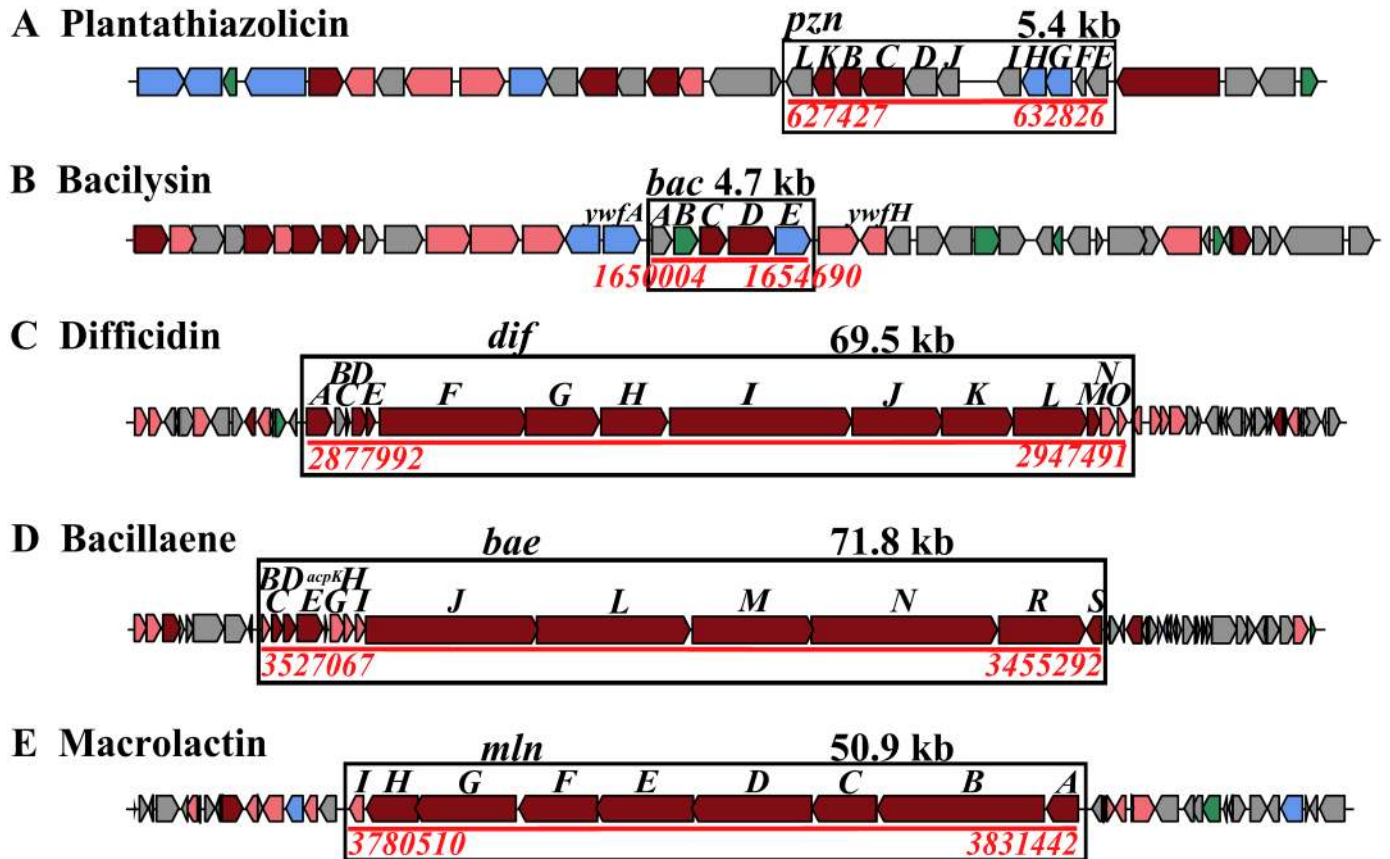 A Plantathiazolicin
pzn 5.4 kb
L K B C D J I H G F E
627427 632826
B Bacilysin
bac 4.7 kb
ywfA A B C D E ywfH
1650004 1654690
C Difficidin
dif 69.5 kb
B D N
A C E F G H I J K L M O
2877992 2947491
D Bacillaene
bae 71.8 kb
B D acpK H
C E G I J L M N R S
3527067 3455292
E Macrolactin
mln 50.9 kb
I H G F E D C B A
3780510 3831442